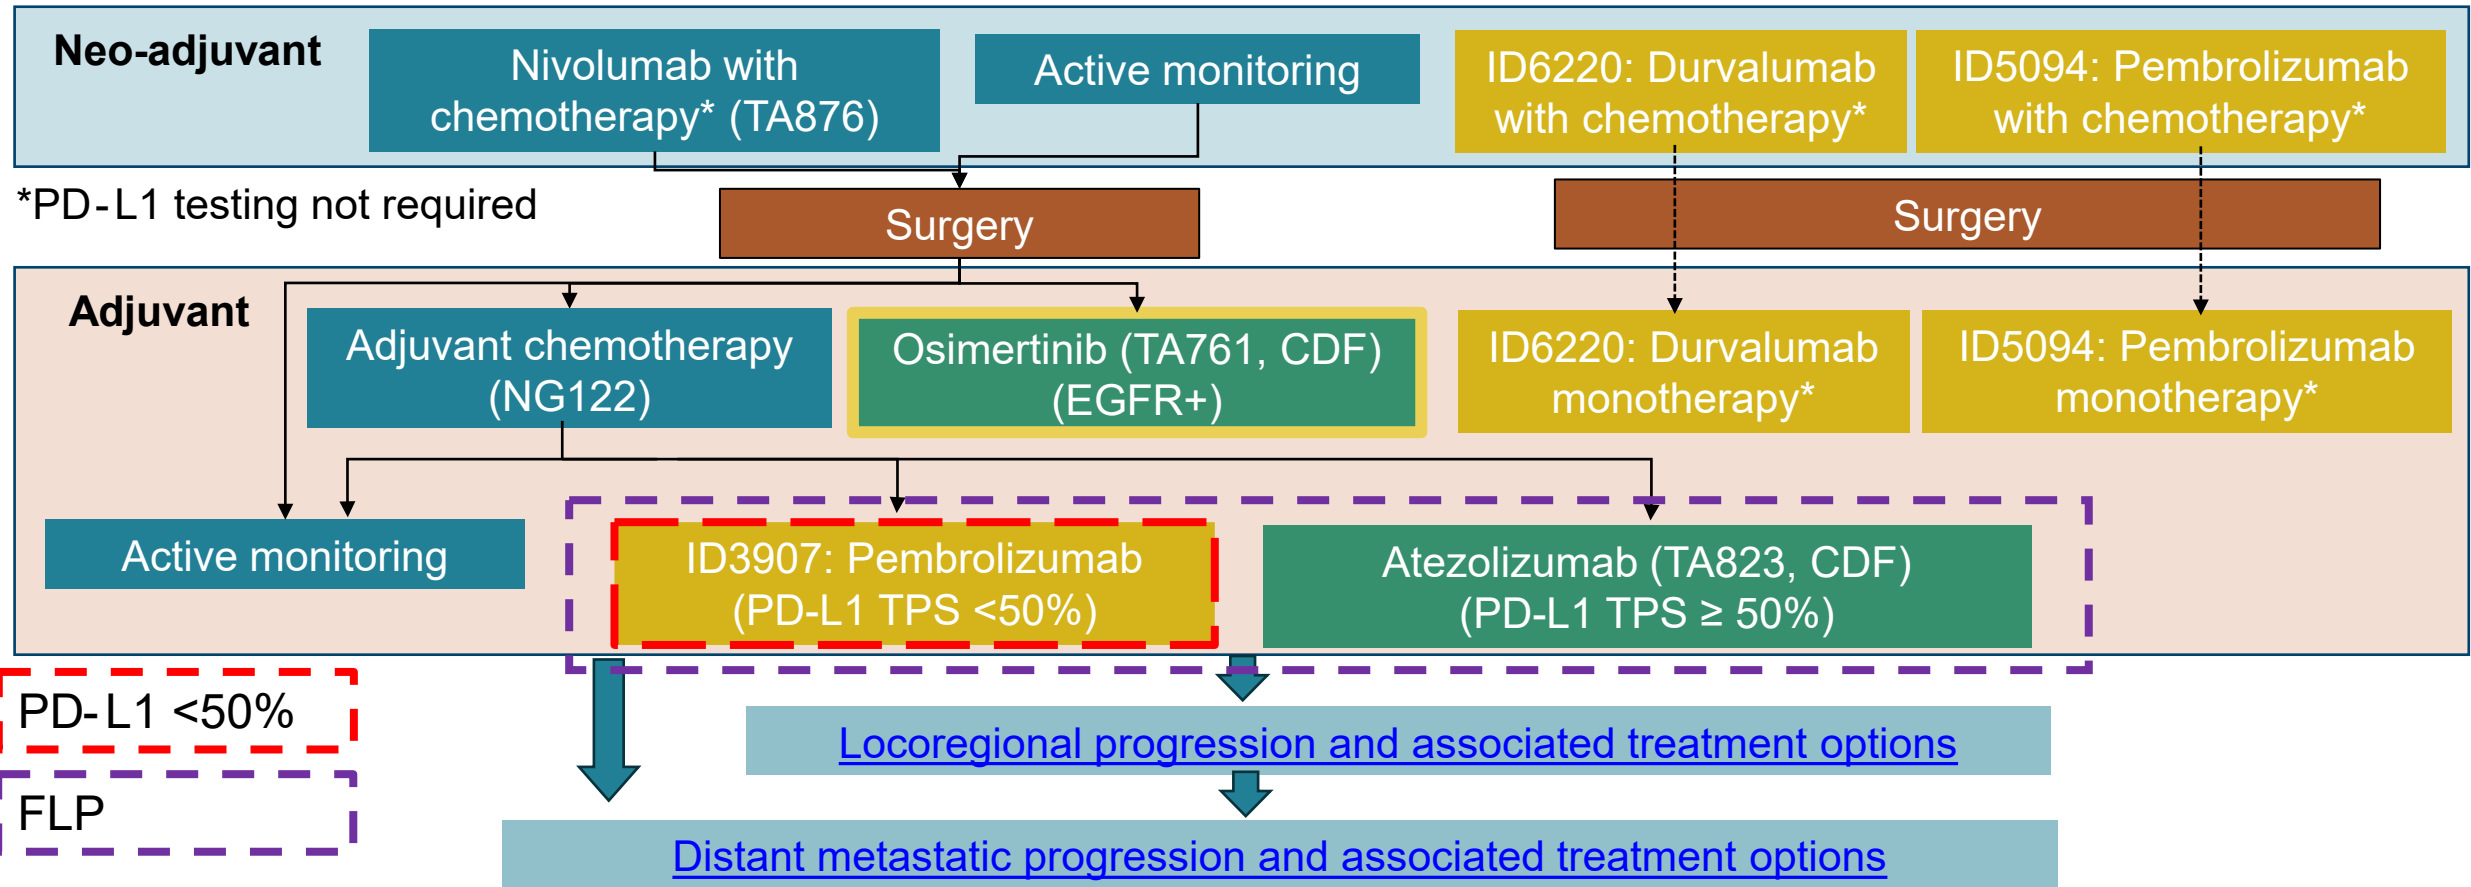 Neo-adjuvant
Nivolumab with
chemotherapy* (TA876)
Active monitoring
ID6220: Durvalumab
with chemotherapy*
ID5094: Pembrolizumab
with chemotherapy*
*PD-L1 testing not required
Surgery
Surgery
Adjuvant
Adjuvant chemotherapy
(NG122)
Osimertinib (TA761, CDF)
(EGFR+)
ID6220: Durvalumab
monotherapy*
ID5094: Pembrolizumab
monotherapy*
Active monitoring
ID3907: Pembrolizumab
(PD-L1 TPS <50%)
Atezolizumab (TA823, CDF)
(PD-L1 TPS ≥ 50%)
PD-L1 <50%
FLP
Locoregional progression and associated treatment options
Distant metastatic progression and associated treatment options